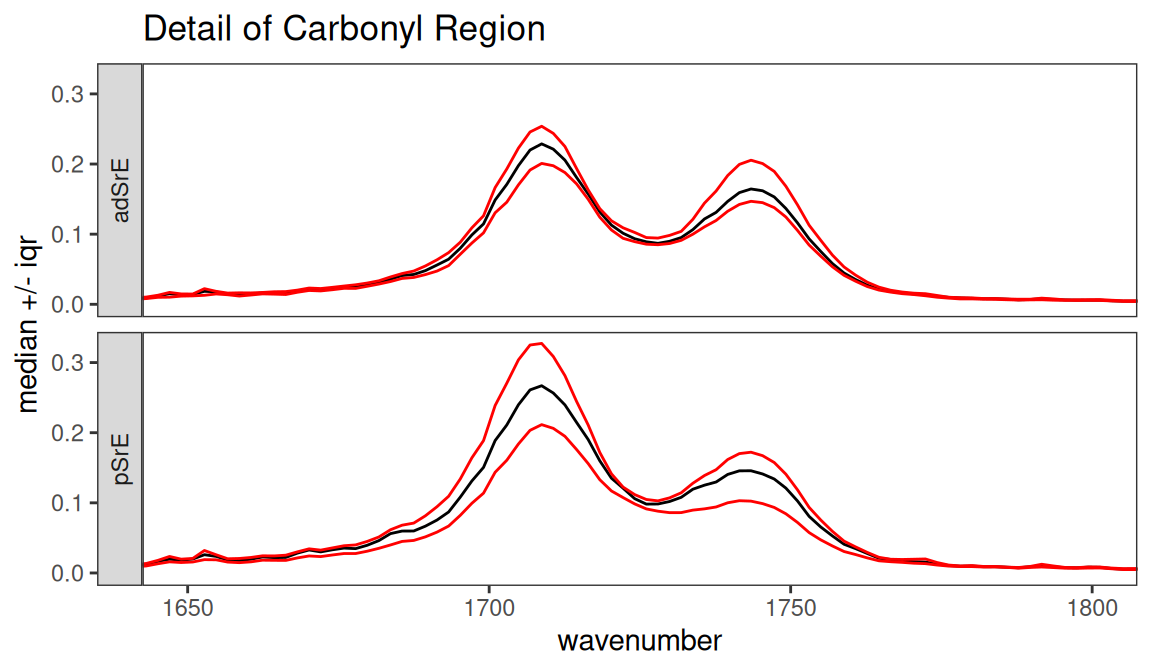 Detail of Carbonyl Region
median +/- iqr
adSrE
0.3
0.2
0.1
0.0
pSrE
0.3
0.2
0.1
0.0
1650 1700 1750 1800
wavenumber